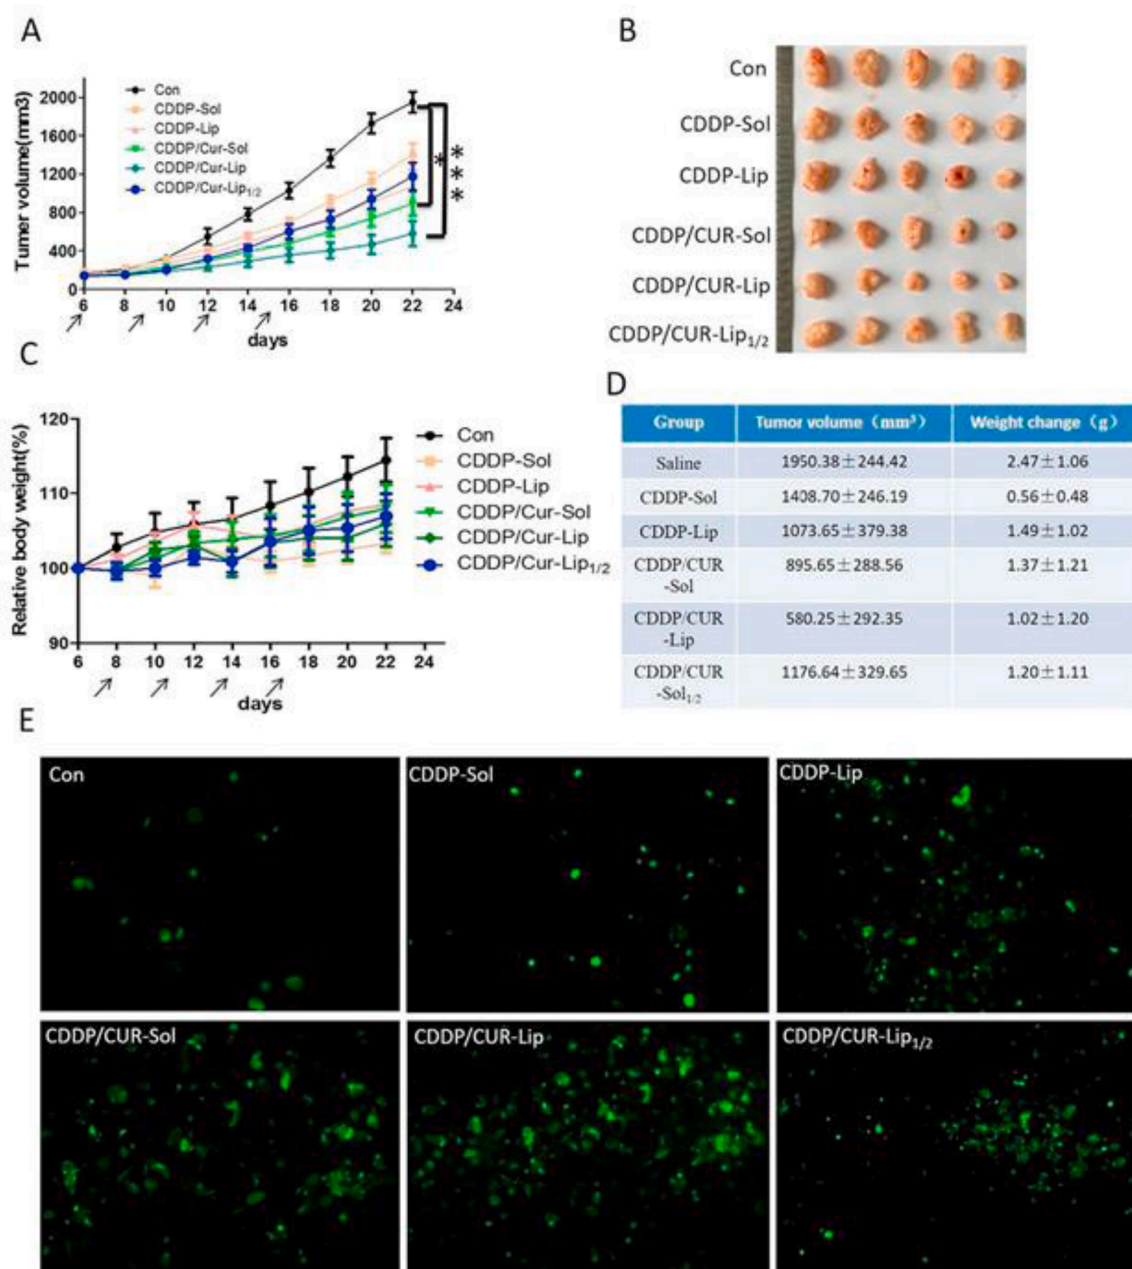 A
Tumer volume(mm3)
2000
1600
1200
800
400
0
Con
CDDP-Sol
CDDP-Lip
CDDP/Cur-Sol
CDDP/Cur-Lip
CDDP/Cur-Lip1/2
*
***
6 8 10 12 14 16 18 20 22 24
days
B
Con
CDDP-Sol
CDDP-Lip
CDDP/CUR-Sol
CDDP/CUR-Lip
CDDP/CUR-Lip1/2
C
Relative body weight(%)
120
110
100
90
Con
CDDP-Sol
CDDP-Lip
CDDP/Cur-Sol
CDDP/Cur-Lip
CDDP/Cur-Lip1/2
6 8 10 12 14 16 18 20 22 24
days
D
Group Tumor volume（mm³） Weight change（g）
Saline 1950.38±244.42 2.47±1.06
CDDP-Sol 1408.70±246.19 0.56±0.48
CDDP-Lip 1073.65±379.38 1.49±1.02
CDDP/CUR 895.65±288.56 1.37±1.21
-Sol
CDDP/CUR 580.25±292.35 1.02±1.20
-Lip
CDDP/CUR 1176.64±329.65 1.20±1.11
-Sol1/2
E
Con
CDDP-Sol
CDDP-Lip
CDDP/CUR-Sol
CDDP/CUR-Lip
CDDP/CUR-Lip1/2